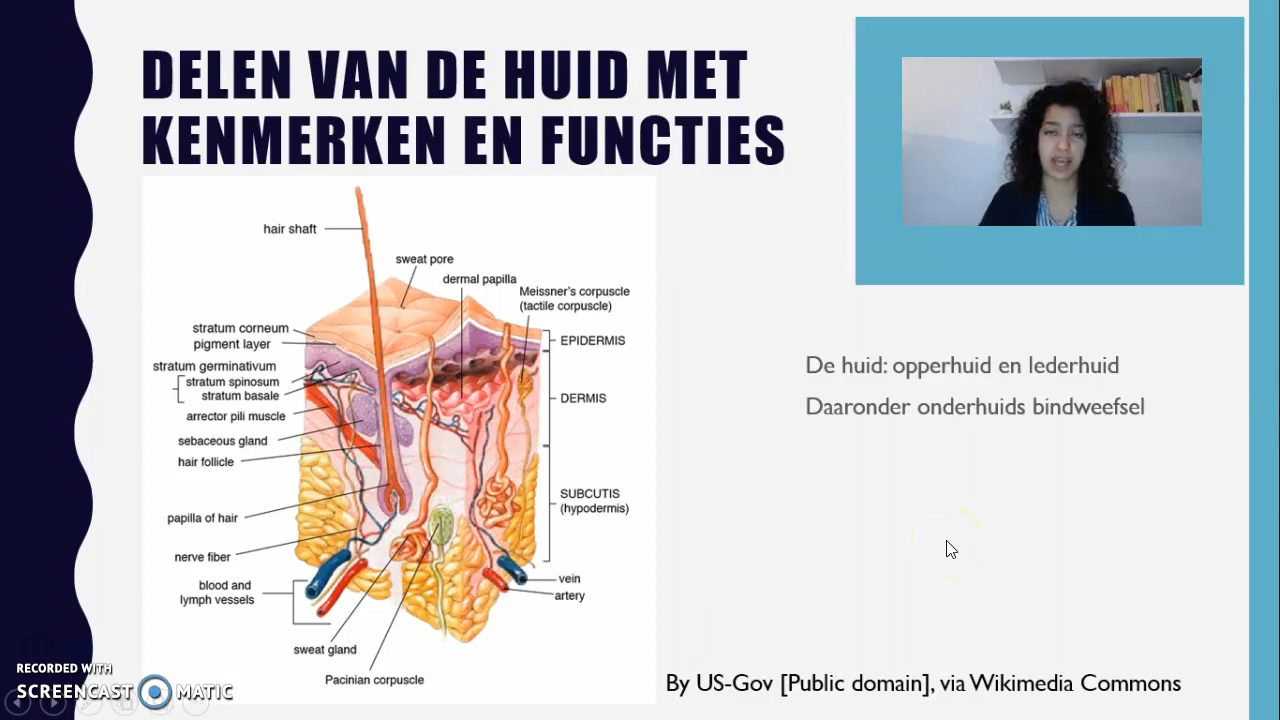 DELEN VAN DE HUID MET
KENMERKEN EN FUNCTIES
hair shaft
sweat pore
dermal papilla
Meissner's corpuscle
(tactile corpuscle)
stratum corneum
pigment layer
stratum germinativum
stratum spinosum
stratum basale
arrector pili muscle
sebaceous gland
hair follicle
papilla of hair
nerve fiber
blood and
lymph vessels
sweat gland
Pacinian corpuscle
EPIDERMIS
DERMIS
SUBCUTIS
(hypodermis)
vein
artery
De huid: opperhuid en lederhuid
Daaronder onderhuids bindweefsel
By US-Gov [Public domain], via Wikimedia Commons
RECORDED WITH
SCREENCAST MATIC